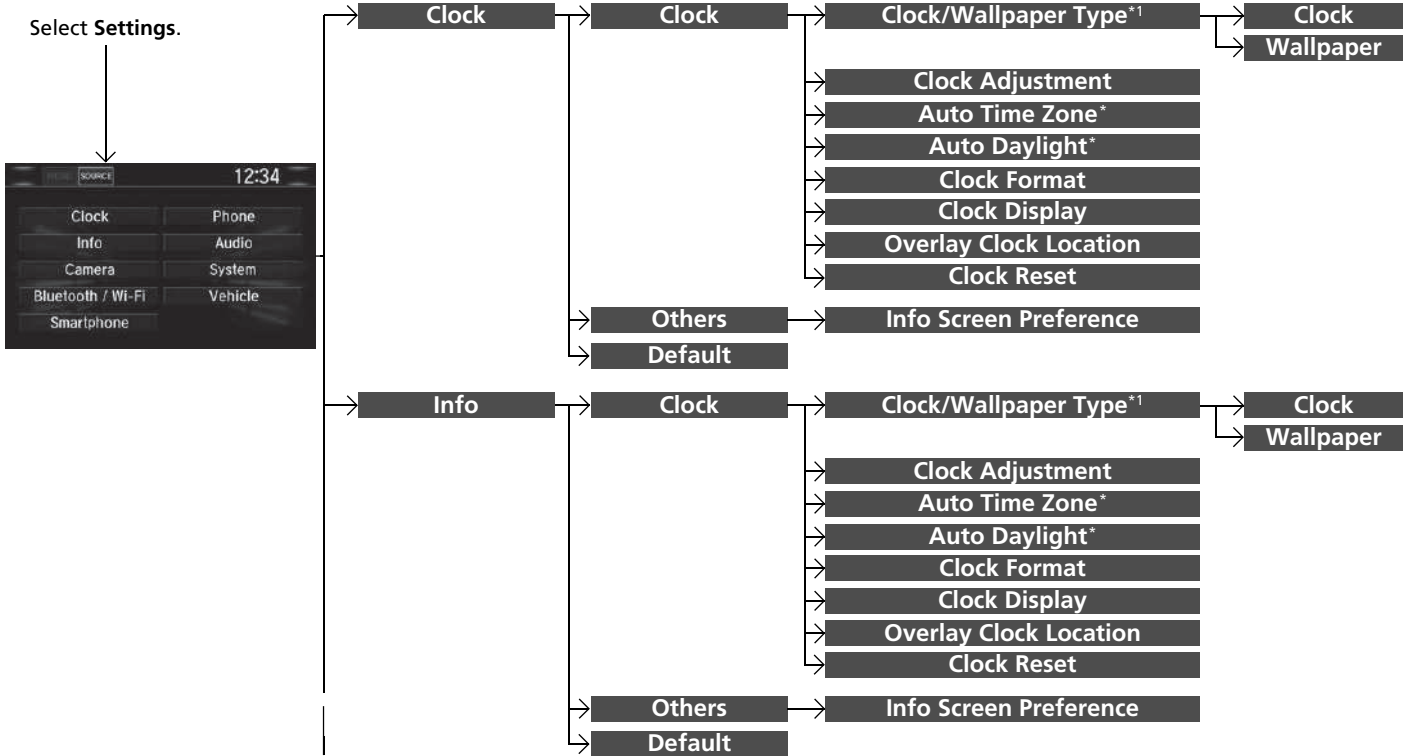 Clock
Clock
Clock/Wallpaper Type*1
Clock
Wallpaper
Select Settings.
Clock Adjustment
Auto Time Zone*
Auto Daylight*
Clock Format
Clock Display
Overlay Clock Location
Clock Reset
SOURCE
12:34
Clock
Phone
Info
Audio
Camera
System
Bluetooth / Wi-Fi
Vehicle
Smartphone
Others
Info Screen Preference
Default
Info
Clock
Clock/Wallpaper Type*1
Clock
Wallpaper
Clock Adjustment
Auto Time Zone*
Auto Daylight*
Clock Format
Clock Display
Overlay Clock Location
Clock Reset
Others
Info Screen Preference
Default